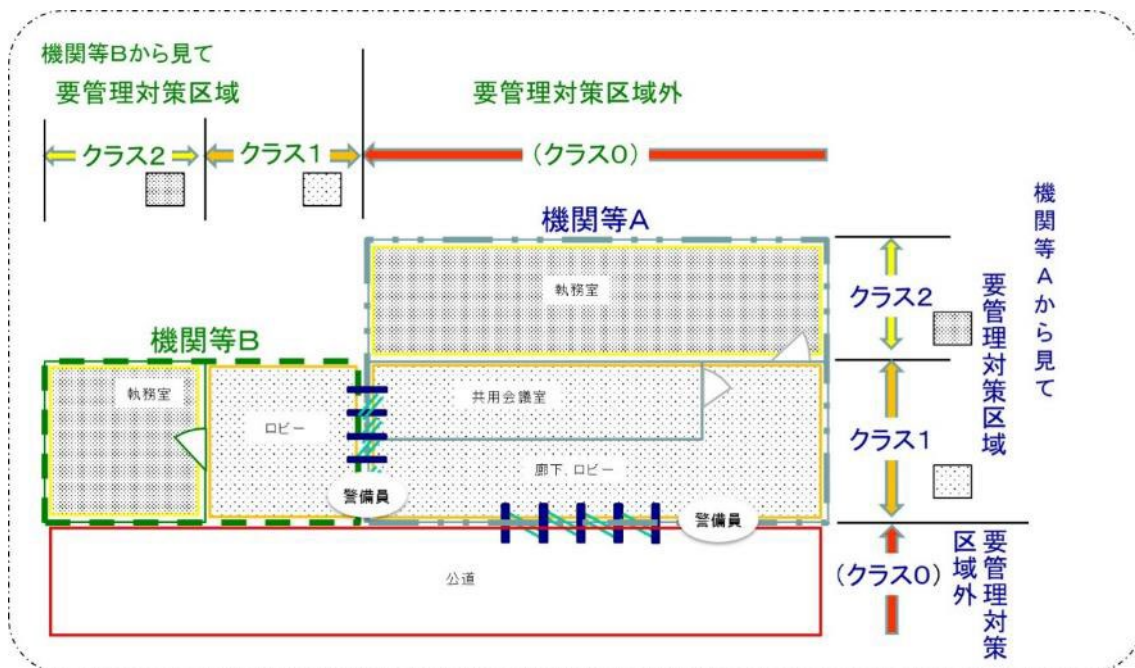 機関等Bから見て
要管理対策区域
要管理対策区域外
クラス2
クラス1
(クラス0)
機関等A
機関等Aから見て
執務室
クラス2
要管理対策区域
機関等B
執務室
ロビー
共用会議室
クラス1
廊下、ロビー
警備員
警備員
公道
(クラス0)
要管理対策
区域外